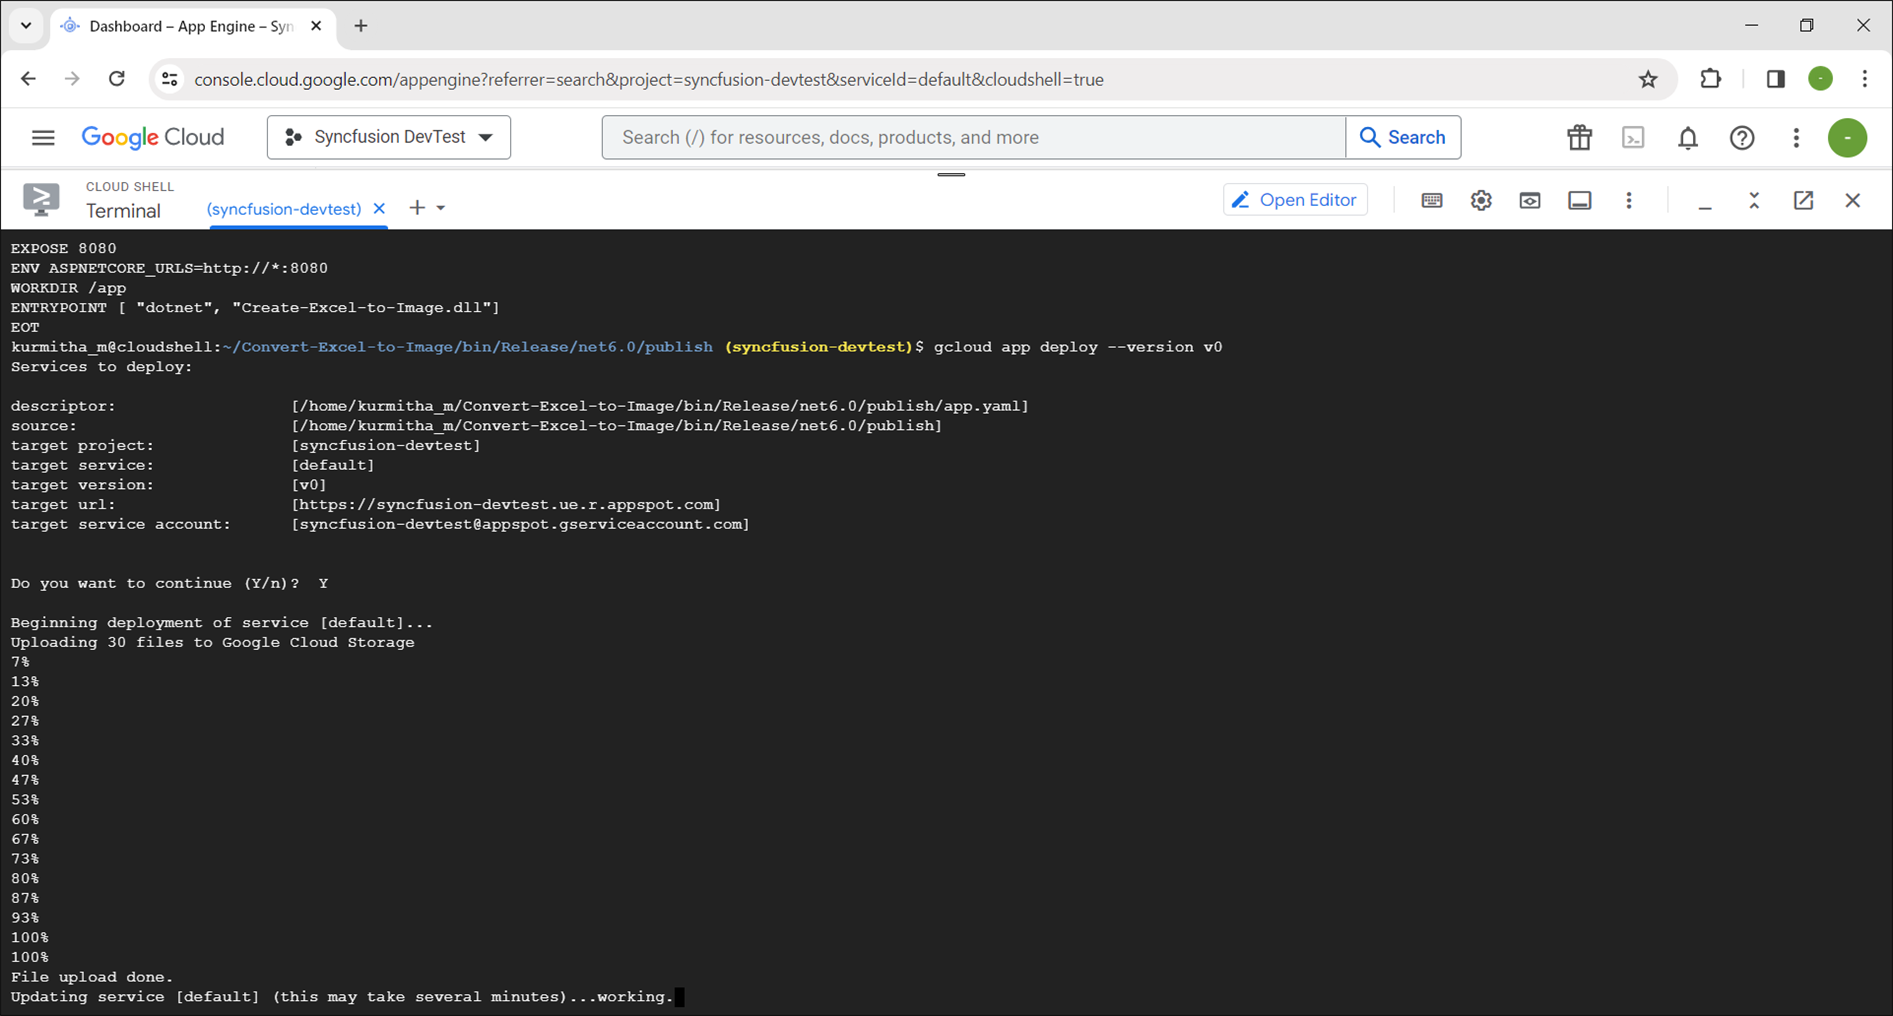 Dashboard – App Engine – Syn
console.cloud.google.com/appengine?referrer=search&project=syncfusion-devtest&serviceId=default&cloudshell=true
Google Cloud
Syncfusion DevTest
Search (/) for resources, docs, products, and more
Search
CLOUD SHELL
Terminal
(syncfusion-devtest)
Open Editor
EXPOSE 8080
ENV ASPNETCORE_URLS=http://*:8080
WORKDIR /app
ENTRYPOINT [ "dotnet", "Create-Excel-to-Image.dll"]
EOT
kurmitha_m@cloudshell:~/Convert-Excel-to-Image/bin/Release/net6.0/publish (syncfusion-devtest)$ gcloud app deploy --version v0
Services to deploy:
descriptor: [/home/kurmitha_m/Convert-Excel-to-Image/bin/Release/net6.0/publish/app.yaml]
source: [/home/kurmitha_m/Convert-Excel-to-Image/bin/Release/net6.0/publish]
target project: [syncfusion-devtest]
target service: [default]
target version: [v0]
target url: [https://syncfusion-devtest.ue.r.appspot.com]
target service account: [syncfusion-devtest@appspot.gserviceaccount.com]
Do you want to continue (Y/n)? Y
Beginning deployment of service [default]...
Uploading 30 files to Google Cloud Storage
7%
13%
20%
27%
33%
40%
47%
53%
60%
67%
73%
80%
87%
93%
100%
100%
File upload done.
Updating service [default] (this may take several minutes)...working.